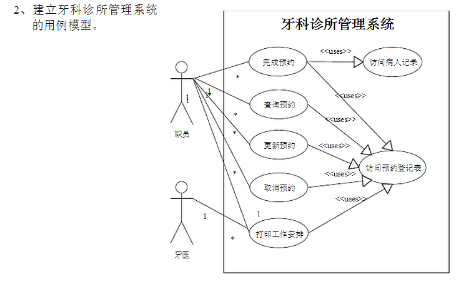 2、建立牙科诊所管理系统
的用例模型。
牙科诊所管理系统
完成预约
<<uses>>
访问病人记录
<<uses>>
*
1
1
*
查询预约
<<uses>>
职员
*
更新预约
<<uses>>
*
访问预约登记表
<<uses>>
*
取消预约
<<uses>>
1
1
*
打印工作安排
牙医